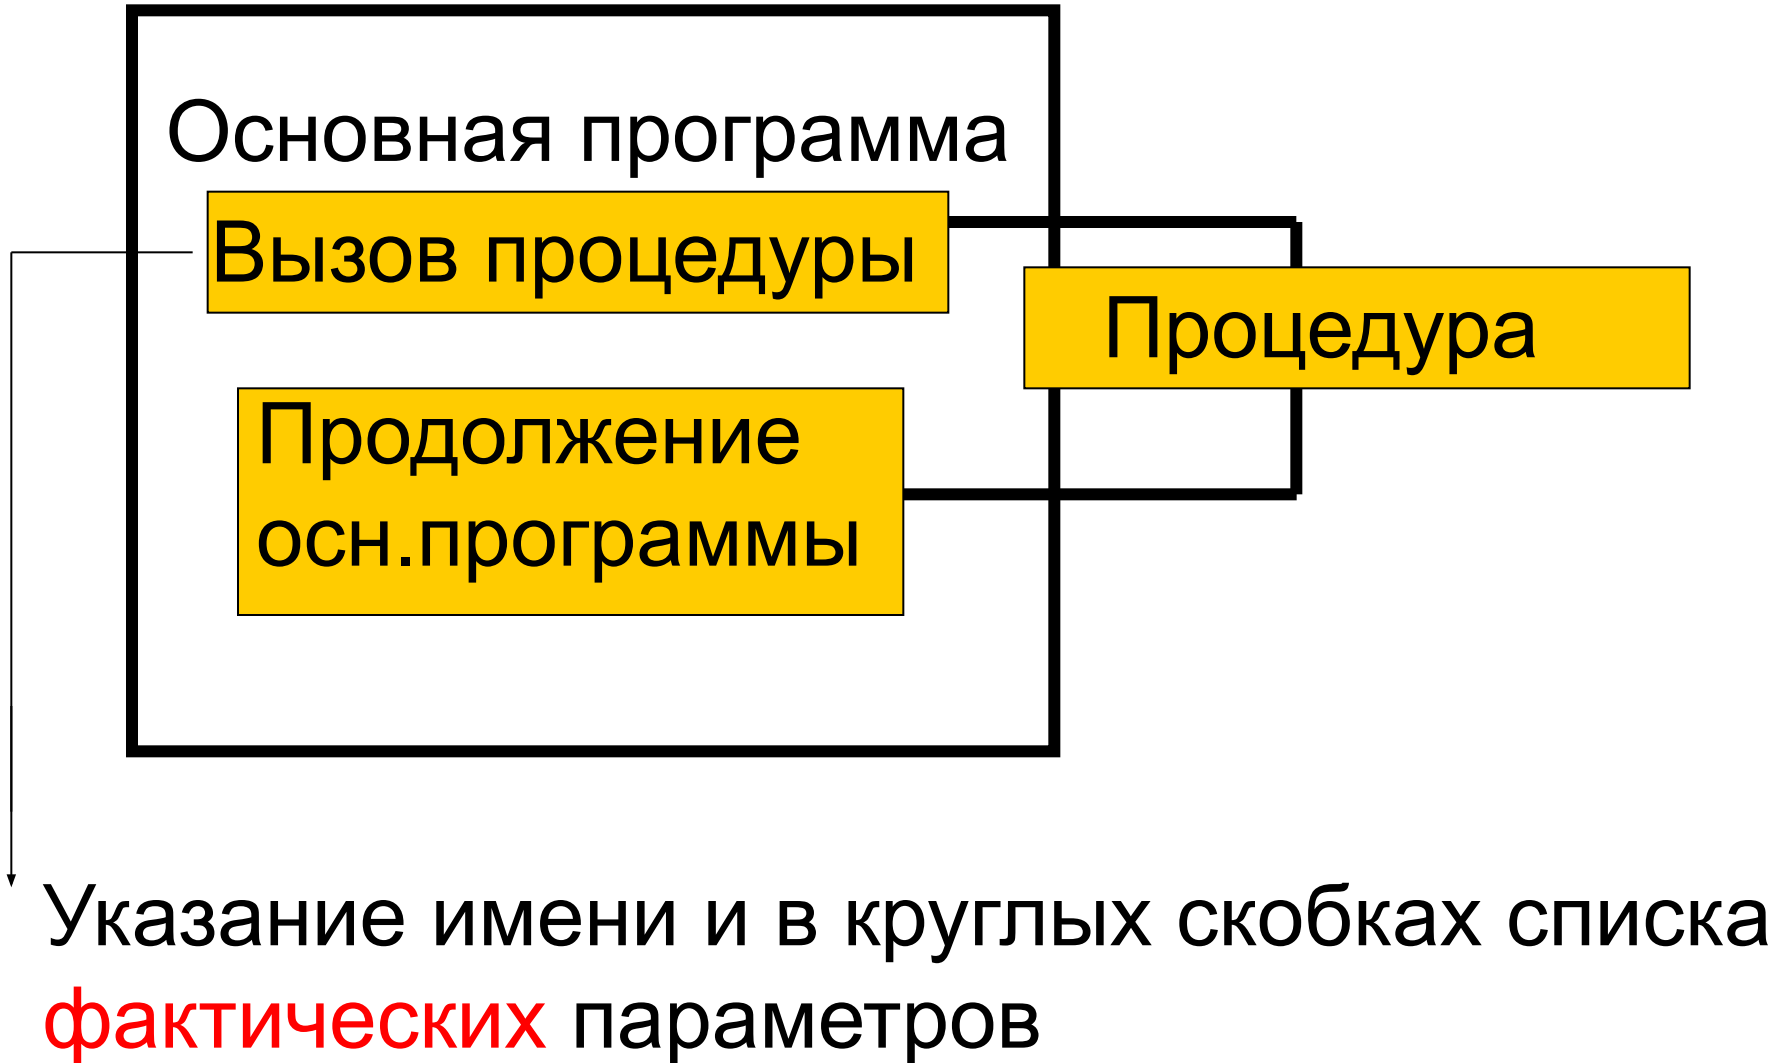 Основная программа
Вызов процедуры
Процедура
Продолжение
осн.программы
Указание имени и в круглых скобках списка
фактических параметров